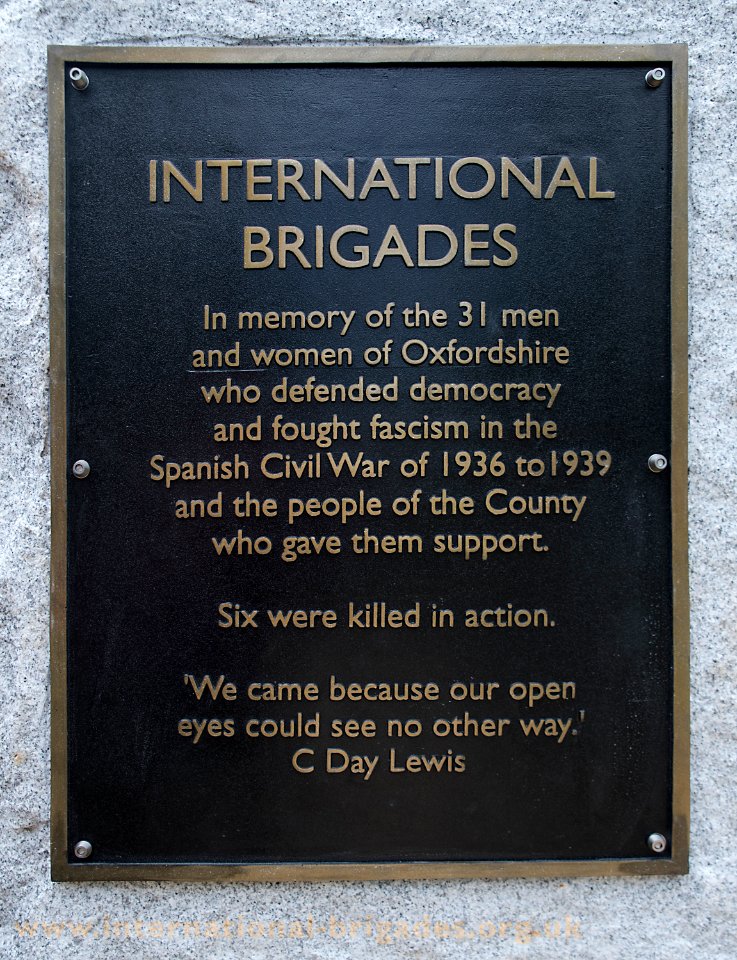 INTERNATIONAL
BRIGADES
In memory of the 31 men
and women of Oxfordshire
who defended democracy
and fought fascism in the
Spanish Civil War of 1936 to1939
and the people of the County
who gave them support.
Six were killed in action.
'We came because our open
eyes could see no other way.'
C Day Lewis
www.international-brigades.org.uk